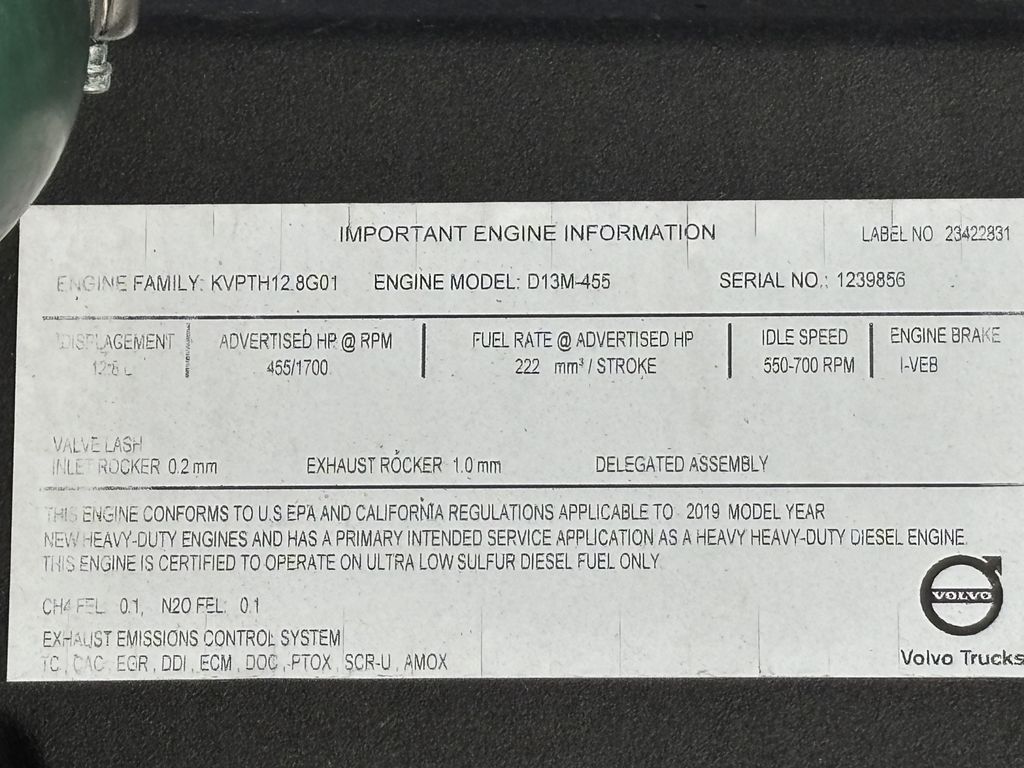 IMPORTANT ENGINE INFORMATION LABEL NO 23422831
ENGINE FAMILY: KVPTH12.8G01 ENGINE MODEL: D13M-455 SERIAL NO.: 1239856
DISPLAGEMENT ADVERTISED HP @ RPM FUEL RATE @ ADVERTISED HP IDLE SPEED ENGINE BRAKE
12.8 L 455/1700 222 mm³ / STROKE 550-700 RPM I-VEB
VALVE LASH
INLET ROCKER 0.2 mm EXHAUST ROCKER 1.0 mm DELEGATED ASSEMBLY
THIS ENGINE CONFORMS TO U.S EPA AND CALIFORNIA REGULATIONS APPLICABLE TO 2019 MODEL YEAR
NEW HEAVY-DUTY ENGINES AND HAS A PRIMARY INTENDED SERVICE APPLICATION AS A HEAVY HEAVY-DUTY DIESEL ENGINE.
THIS ENGINE IS CERTIFIED TO OPERATE ON ULTRA LOW SULFUR DIESEL FUEL ONLY
CH4 FEL: 0.1, N2O FEL: 0.1
EXHAUST EMISSIONS CONTROL SYSTEM
TC, CAC, EGR, DDI, ECM, DOC, PTOX, SCR-U, AMOX
VOLVO
Volvo Trucks